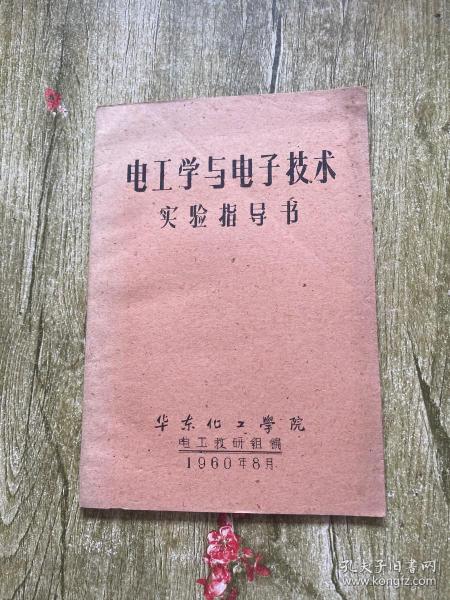 电工学与电子技术
实验指导书
华东化工學院
电工教研组编
1960年8月
孔夫子旧书网
www.kongfz.com